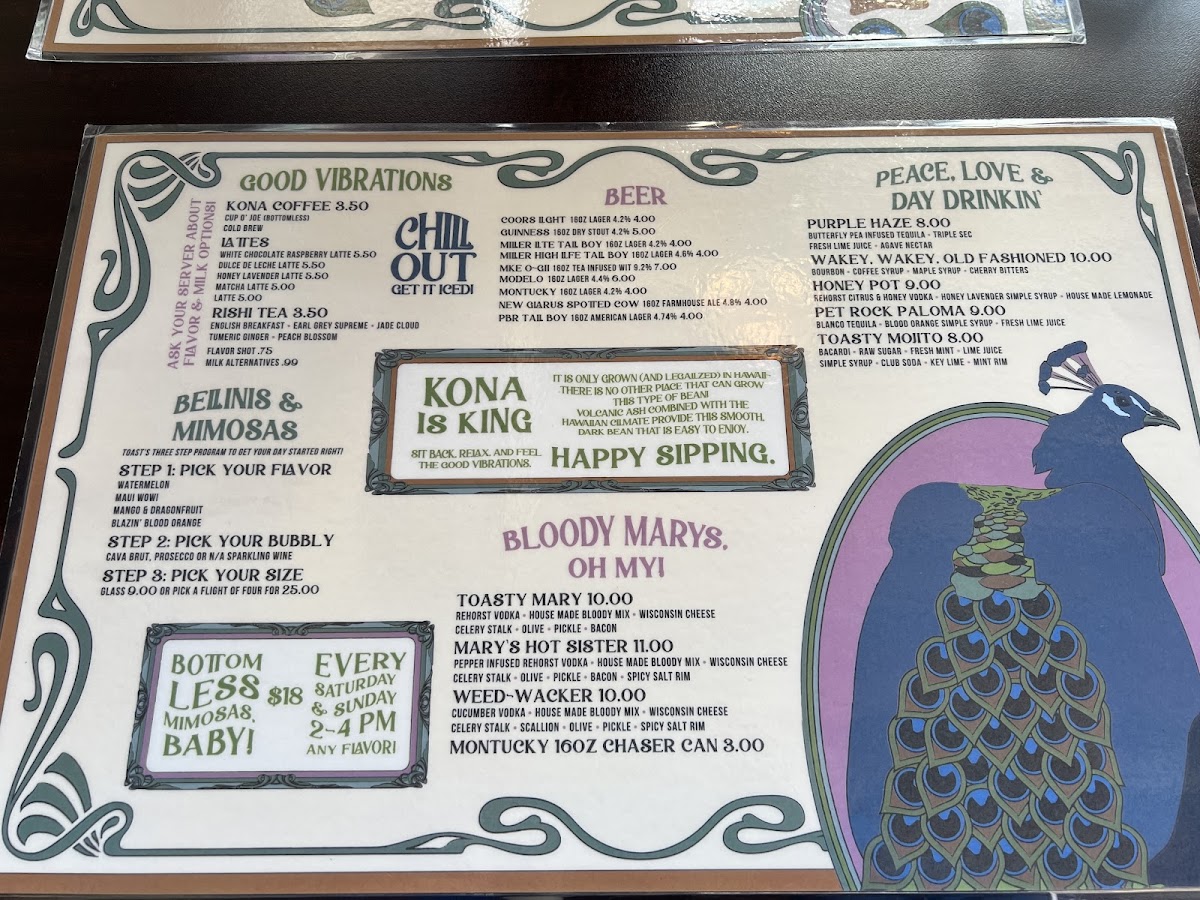 GOOD VIBRATIONS
ASK YOUR SERVER ABOUT
FLAVOR & MILK OPTIONS!
KONA COFFEE 3.50
CUP O' JOE (BOTTOMLESS)
COLD BREW
LATTES
WHITE CHOCOLATE RASPBERRY LATTE 5.50
DULCE DE LECHE LATTE 5.50
HONEY LAVENDER LATTE 5.50
MATCHA LATTE 5.00
LATTE 5.00
RISHI TEA 3.50
ENGLISH BREAKFAST - EARL GREY SUPREME - JADE CLOUD
TUMERIC GINGER - PEACH BLOSSOM
FLAVOR SHOT .75
MILK ALTERNATIVES .99
CHILL
OUT
GET IT ICED!
BELLINIS &
MIMOSAS
TOAST'S THREE STEP PROGRAM TO GET YOUR DAY STARTED RIGHT!
STEP 1: PICK YOUR FLAVOR
WATERMELON
MAUI WOWI
MANGO & DRAGONFRUIT
BLAZIN' BLOOD ORANGE
STEP 2: PICK YOUR BUBBLY
CAVA BRUT, PROSECCO OR N/A SPARKLING WINE
STEP 3: PICK YOUR SIZE
GLASS 9.00 OR PICK A FLIGHT OF FOUR FOR 25.00
BOTTOM
LESS
MIMOSAS,
BABY!
$18
EVERY
SATURDAY
& SUNDAY
2-4 PM
ANY FLAVOR!
BEER
COORS LIGHT 16OZ LAGER 4.2% 4.00
GUINNESS 16OZ DRY STOUT 4.2% 5.00
MILLER LITE TALL BOY 16OZ LAGER 4.2% 4.00
MILLER HIGH LIFE TALL BOY 16OZ LAGER 4.6% 4.00
MKE O-GII 16OZ TEA INFUSED WIT 9.2% 7.00
MODELO 16OZ LAGER 4.4% 6.00
MONTUCKY 16OZ LAGER 4.2% 4.00
NEW GLARUS SPOTTED COW 16OZ FARMHOUSE ALE 4.8% 4.00
PBR TALL BOY 16OZ AMERICAN LAGER 4.74% 4.00
KONA
IS KING
SIT BACK, RELAX, AND FEEL
THE GOOD VIBRATIONS.
IT IS ONLY GROWN (AND LEGALIZED) IN HAWAII-
THERE IS NO OTHER PLACE THAT CAN GROW
THIS TYPE OF BEAN!
VOLCANIC ASH COMBINED WITH THE
HAWAIIAN CLIMATE PROVIDE THIS SMOOTH,
DARK BEAN THAT IS EASY TO ENJOY.
HAPPY SIPPING.
BLOODY MARYS,
OH MY!
TOASTY MARY 10.00
REHORST VODKA - HOUSE MADE BLOODY MIX - WISCONSIN CHEESE
CELERY STALK - OLIVE - PICKLE - BACON
MARY'S HOT SISTER 11.00
PEPPER INFUSED REHORST VODKA - HOUSE MADE BLOODY MIX - WISCONSIN CHEESE
CELERY STALK - OLIVE - PICKLE - BACON - SPICY SALT RIM
WEED-WACKER 10.00
CUCUMBER VODKA - HOUSE MADE BLOODY MIX - WISCONSIN CHEESE
CELERY STALK - SCALLION - OLIVE - PICKLE - SPICY SALT RIM
MONTUCKY 16OZ CHASER CAN 3.00
PEACE, LOVE &
DAY DRINKIN'
PURPLE HAZE 8.00
BUTTERFLY PEA INFUSED TEQUILA - TRIPLE SEC
FRESH LIME JUICE - AGAVE NECTAR
WAKEY, WAKEY, OLD FASHIONED 10.00
BOURBON - COFFEE SYRUP - MAPLE SYRUP - CHERRY BITTERS
HONEY POT 9.00
REHORST CITRUS & HONEY VODKA - HONEY LAVENDER SIMPLE SYRUP - HOUSE MADE LEMONADE
PET ROCK PALOMA 9.00
BLANCO TEQUILA - BLOOD ORANGE SIMPLE SYRUP - FRESH LIME JUICE
TOASTY MOJITO 8.00
BACARDI - RAW SUGAR - FRESH MINT - LIME JUICE
SIMPLE SYRUP - CLUB SODA - KEY LIME - MINT RIM